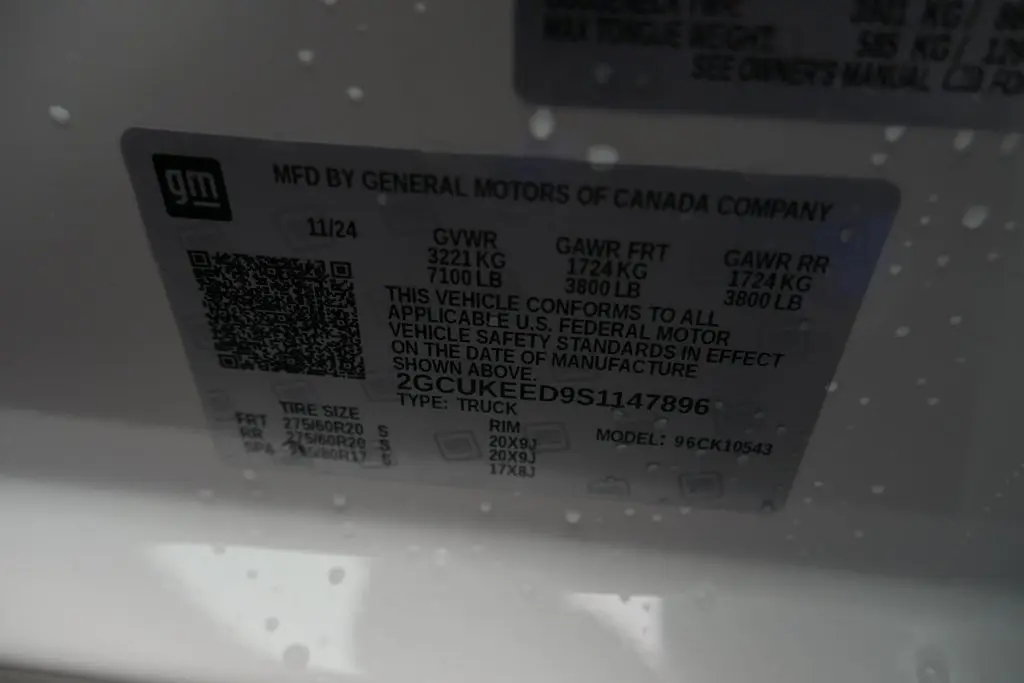 MAX TONGUE WEIGHT
585 KG /
SEE OWNER'S MANUAL
gm
MFD BY GENERAL MOTORS OF CANADA COMPANY
11/24
GVWR GAWR FRT GAWR RR
3221 KG 1724 KG 1724 KG
7100 LB 3800 LB 3800 LB
THIS VEHICLE CONFORMS TO ALL
APPLICABLE U.S. FEDERAL MOTOR
VEHICLE SAFETY STANDARDS IN EFFECT
ON THE DATE OF MANUFACTURE
SHOWN ABOVE.
2GCUKEED9S1147896
TYPE: TRUCK
TIRE SIZE RIM MODEL: 96CK10543
FRT 275/60R20 S 20X9J
RR 275/60R20 S 20X9J
SPA S 17X8J